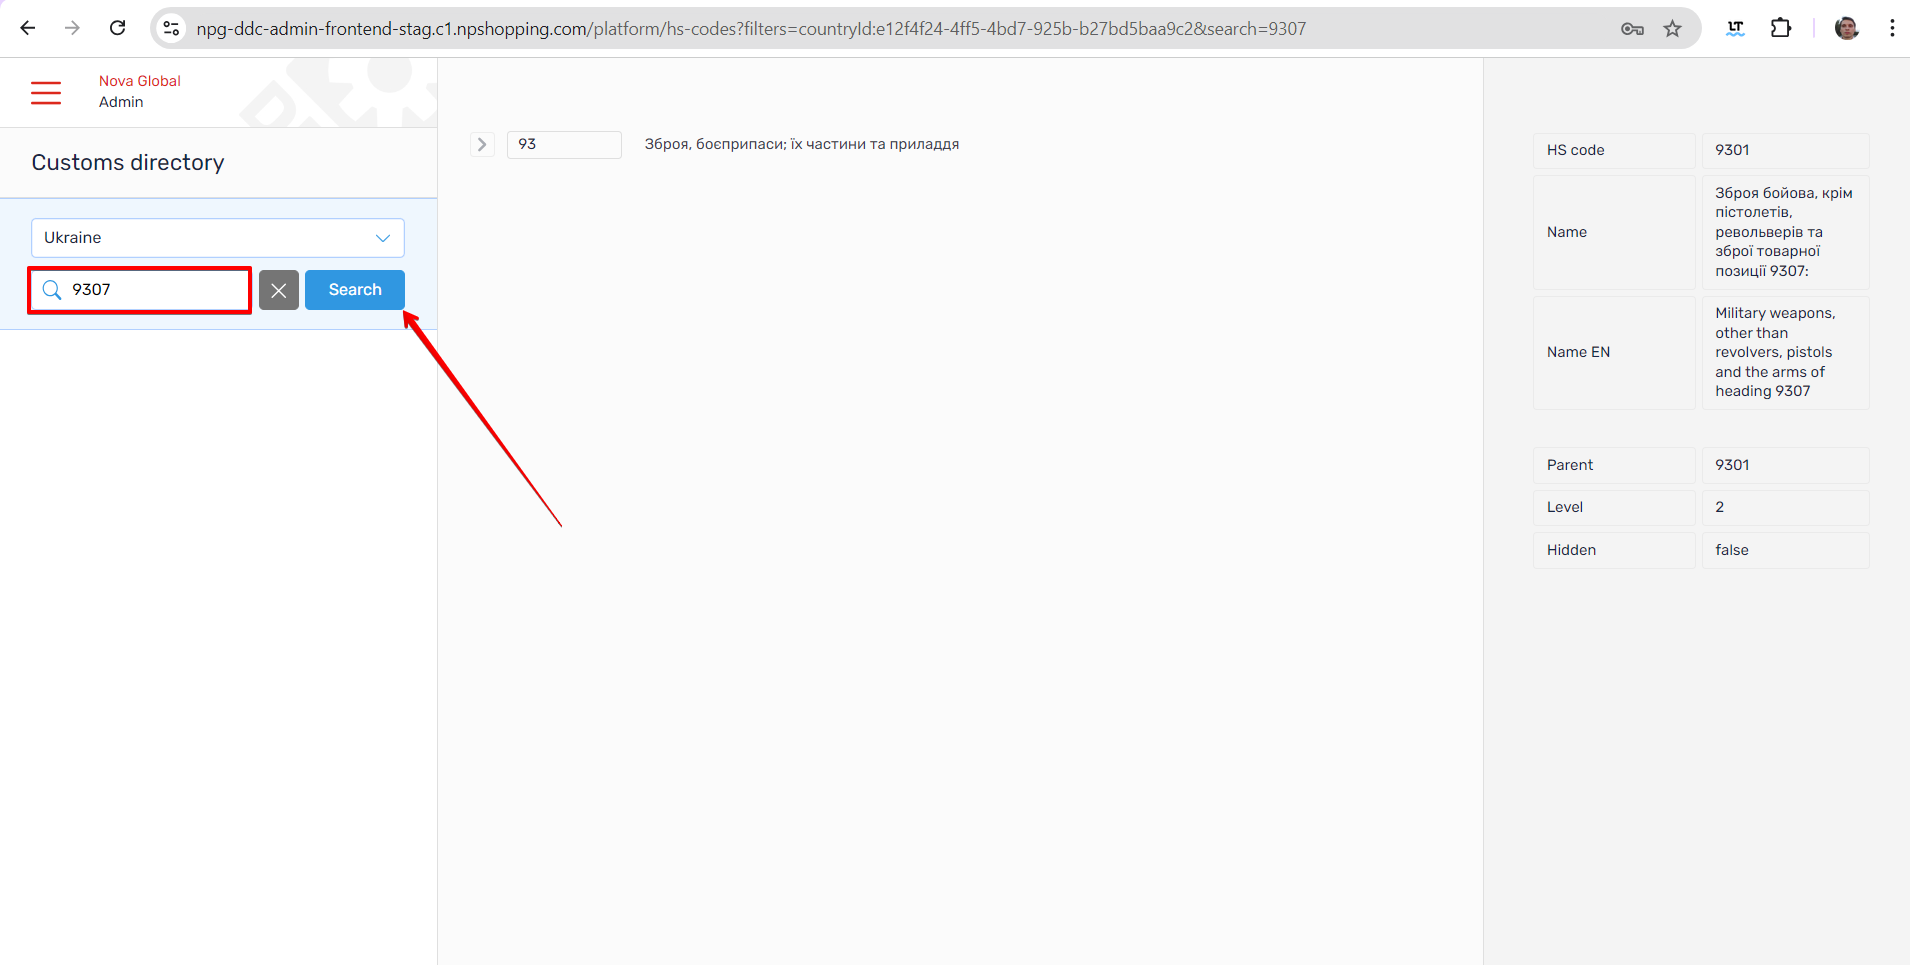 npg-ddc-admin-frontend-stag.c1.npshopping.com/platform/hs-codes?filters=countryId:e12f4f24-4ff5-4bd7-925b-b27bd5baa9c2&search=9307
LT
Nova Global
Admin
Customs directory
Ukraine
9307
Search
93
Зброя, боєприпаси; їх частини та приладдя
HS code
9301
Name
Зброя бойова, крім
пістолетів,
револьверів та
зброї товарної
позиції 9307:
Name EN
Military weapons,
other than
revolvers, pistols
and the arms of
heading 9307
Parent
9301
Level
2
Hidden
false